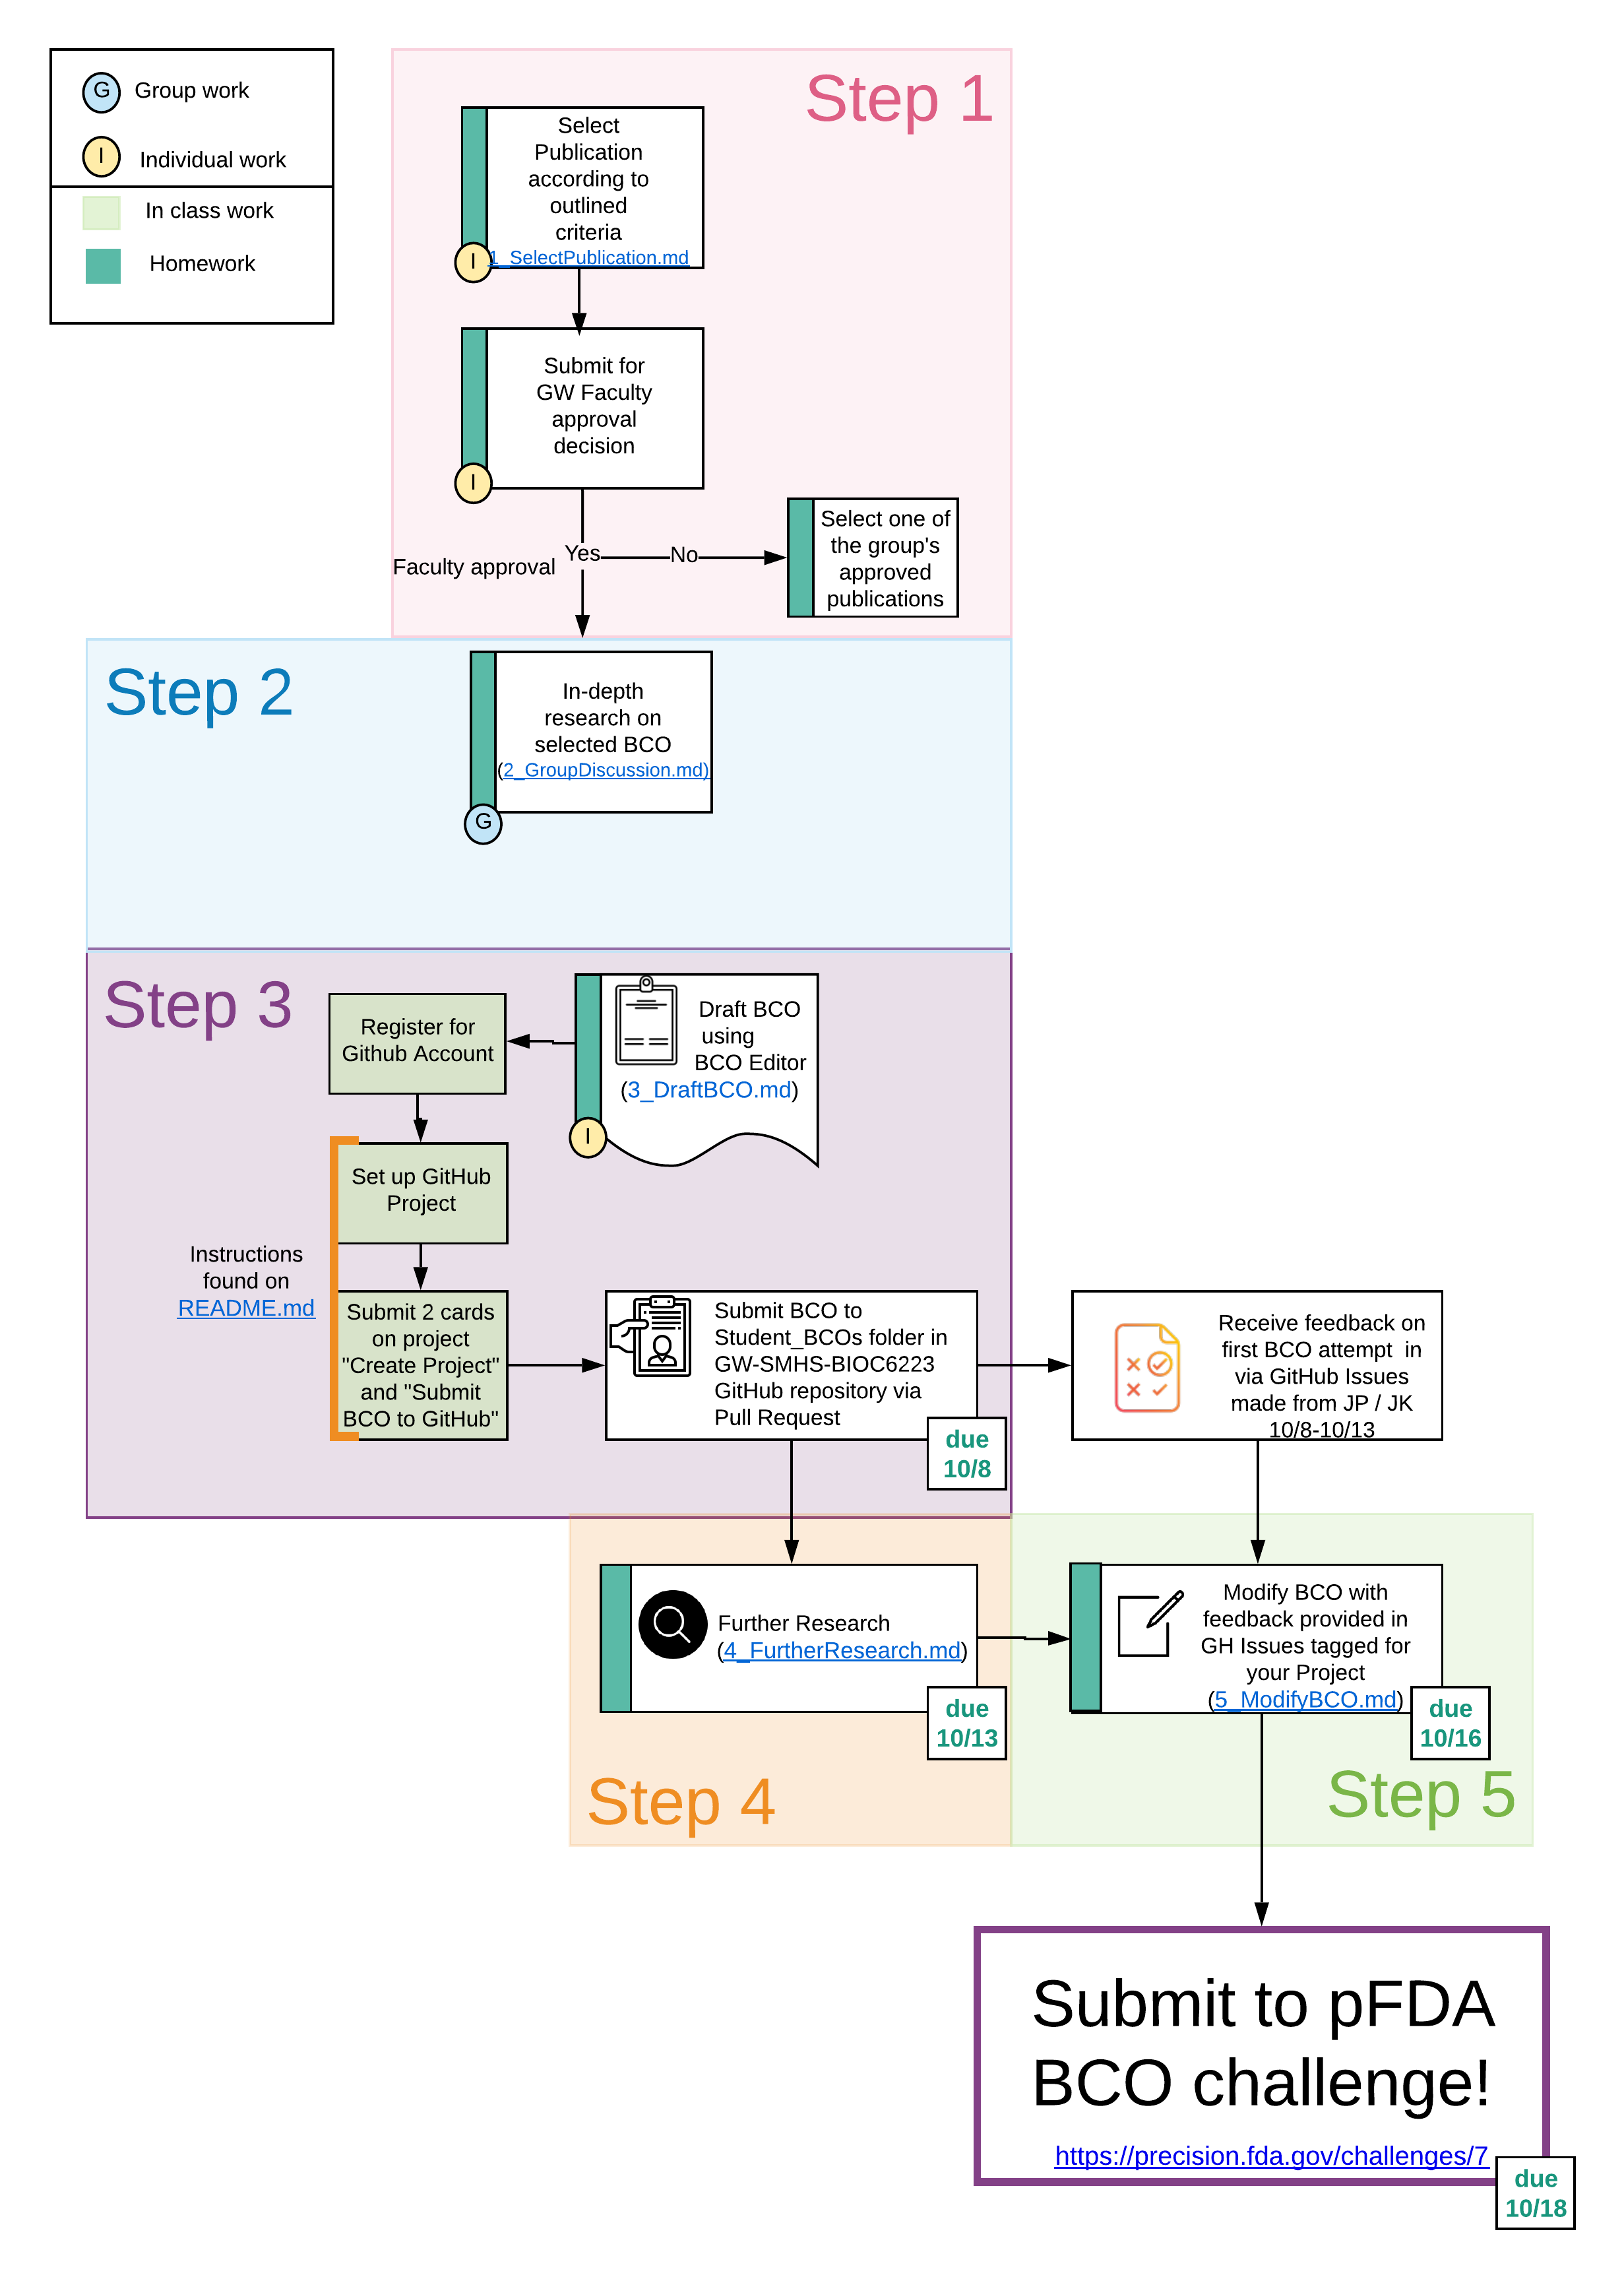 G Group work
I Individual work
In class work
Homework
Step 1
Select
Publication
according to
outlined
criteria
1_SelectPublication.md
I
Submit for
GW Faculty
approval
decision
I
Faculty approval
Yes
No
Select one of
the group's
approved
publications
Step 2
In-depth
research on
selected BCO
(2_GroupDiscussion.md)
G
Step 3
Draft BCO
using
BCO Editor
(3_DraftBCO.md)
I
Register for
Github Account
Set up GitHub
Project
Instructions
found on
README.md
Submit 2 cards
on project
"Create Project"
and "Submit
BCO to GitHub"
Submit BCO to
Student_BCOs folder in
GW-SMHS-BIOC6223
GitHub repository via
Pull Request
due
10/8
Receive feedback on
first BCO attempt in
via GitHub Issues
made from JP / JK
10/8-10/13
Further Research
(4_FurtherResearch.md)
due
10/13
Step 4
Modify BCO with
feedback provided in
GH Issues tagged for
your Project
(5_ModifyBCO.md)
due
10/16
Step 5
Submit to pFDA
BCO challenge!
https://precision.fda.gov/challenges/7
due
10/18